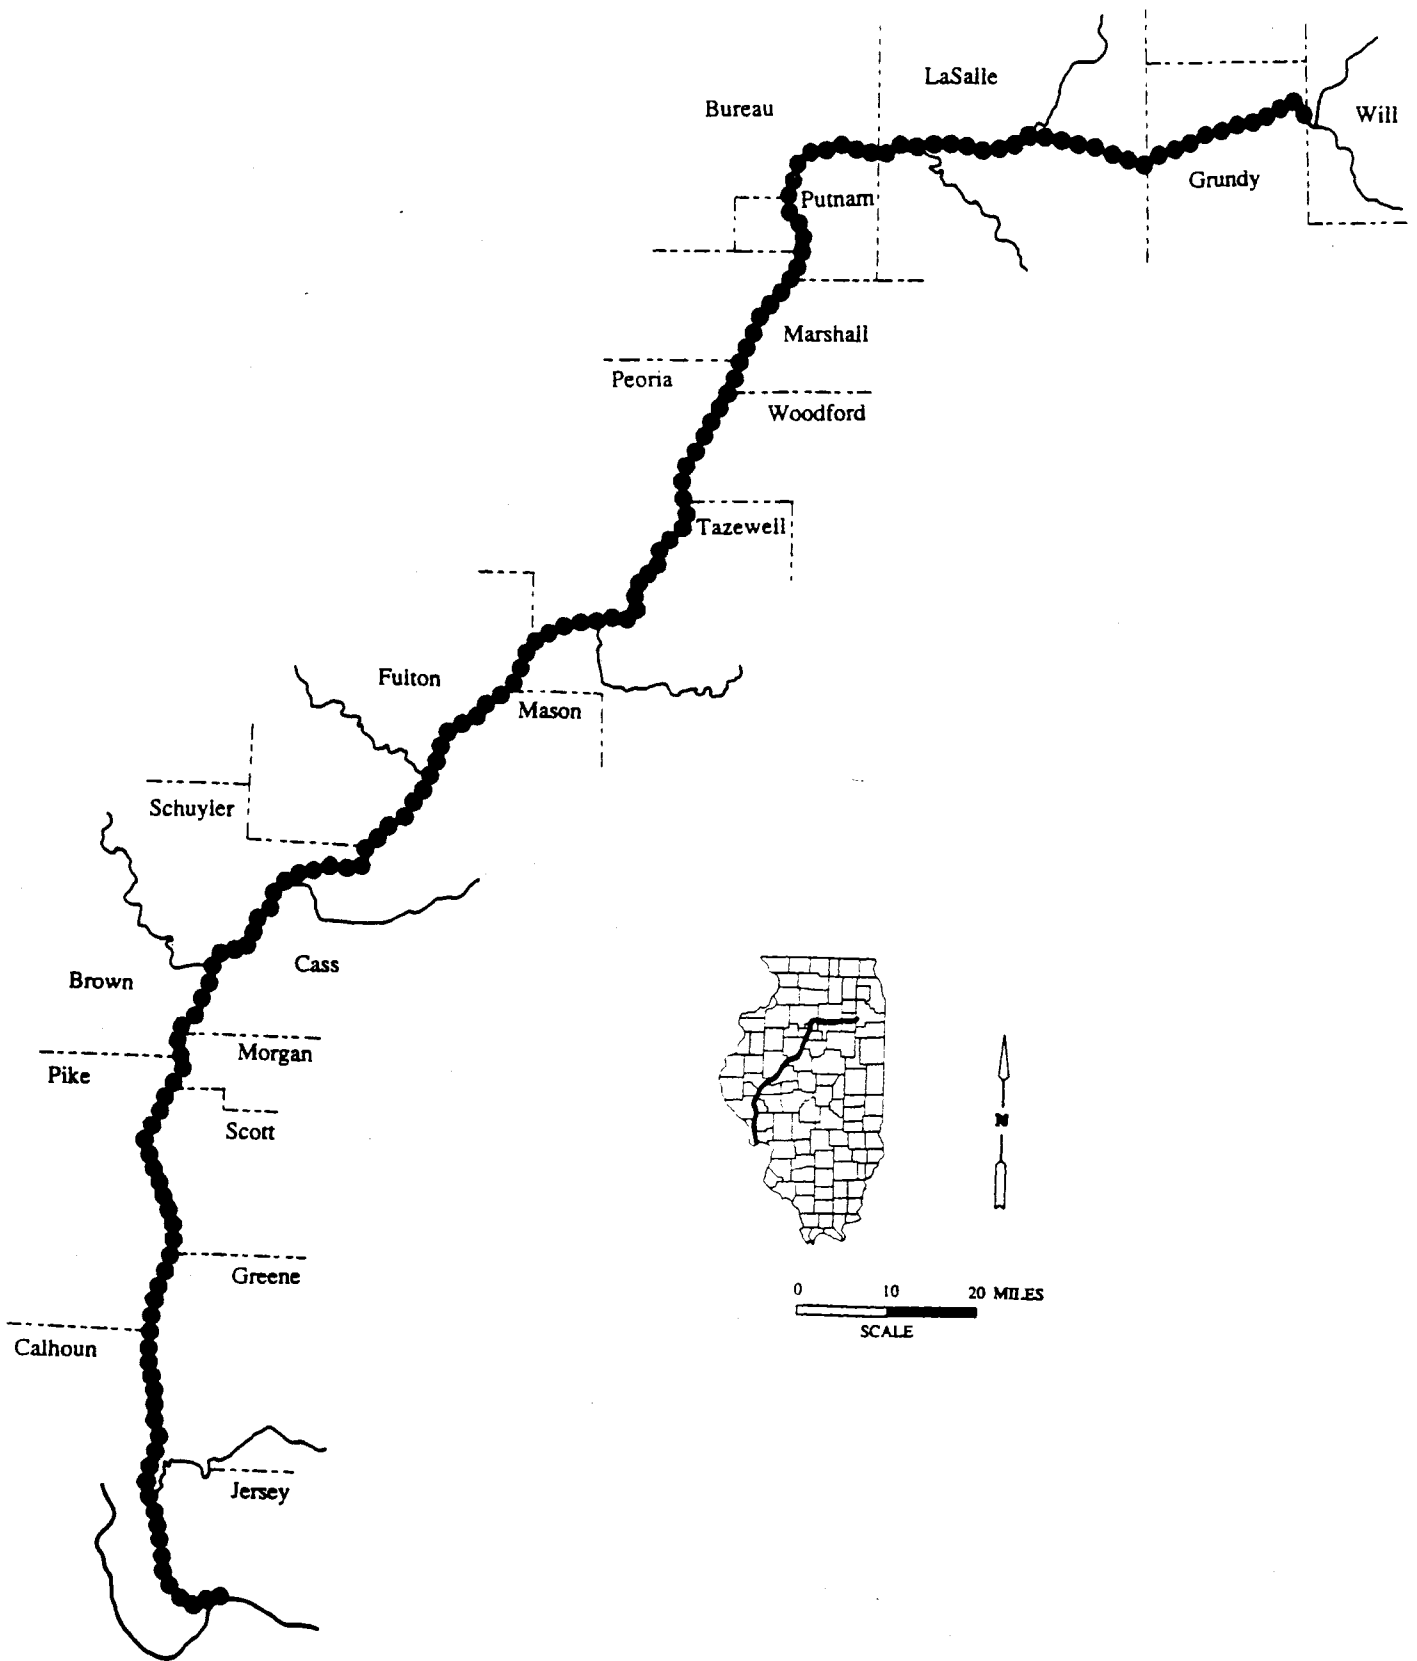 LaSalle
Bureau
Will
Grundy
Putnam
Marshall
Peoria
Woodford
Tazewell
Fulton
Mason
Schuyler
Cass
Brown
Morgan
Pike
Scott
N
Greene
0 10 20 MILES
SCALE
Calhoun
Jersey